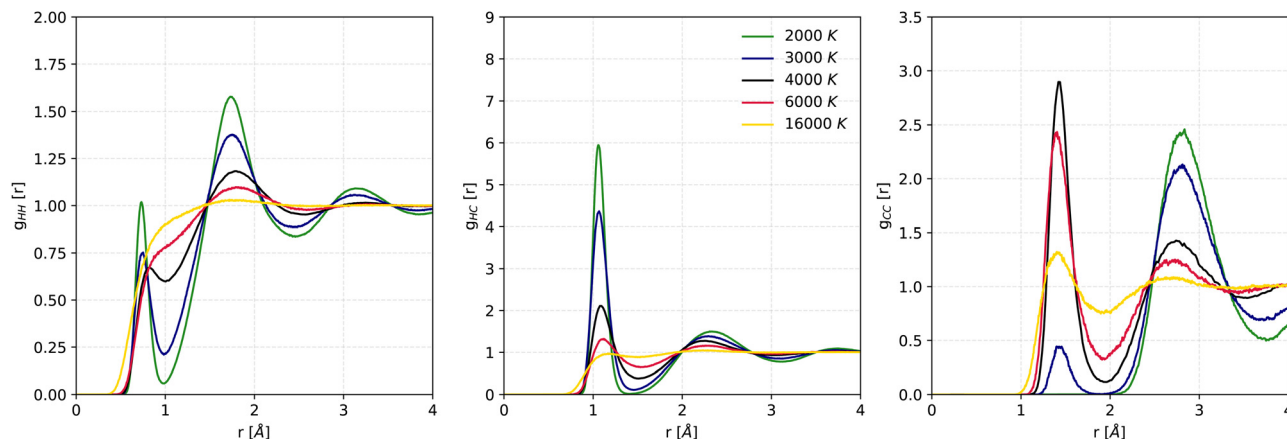 2.00
1.75
1.50
1.25
1.00
0.75
0.50
0.25
0.00
g_HH [r]
0 1 2 3 4
r [Å]
9
8
7
6
5
4
3
2
1
0
g_HC [r]
2000 K
3000 K
4000 K
6000 K
16000 K
0 1 2 3 4
r [Å]
3.5
3.0
2.5
2.0
1.5
1.0
0.5
0.0
g_CC [r]
0 1 2 3 4
r [Å]